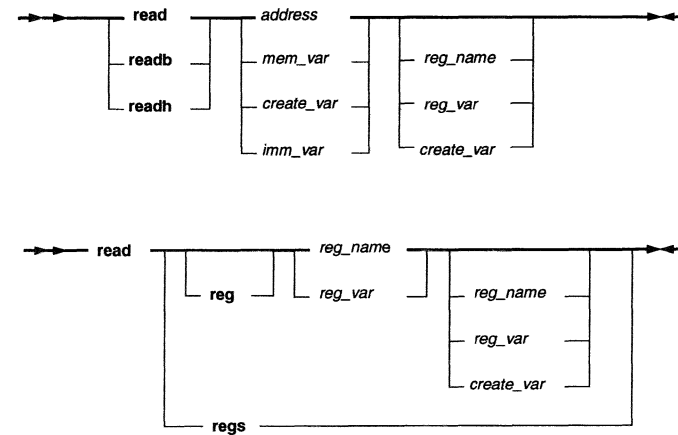 read address
readb mem_var reg_name
readh create_var reg_var
imm_var create_var
read reg_name
reg reg_var reg_name
reg_var
create_var
regs